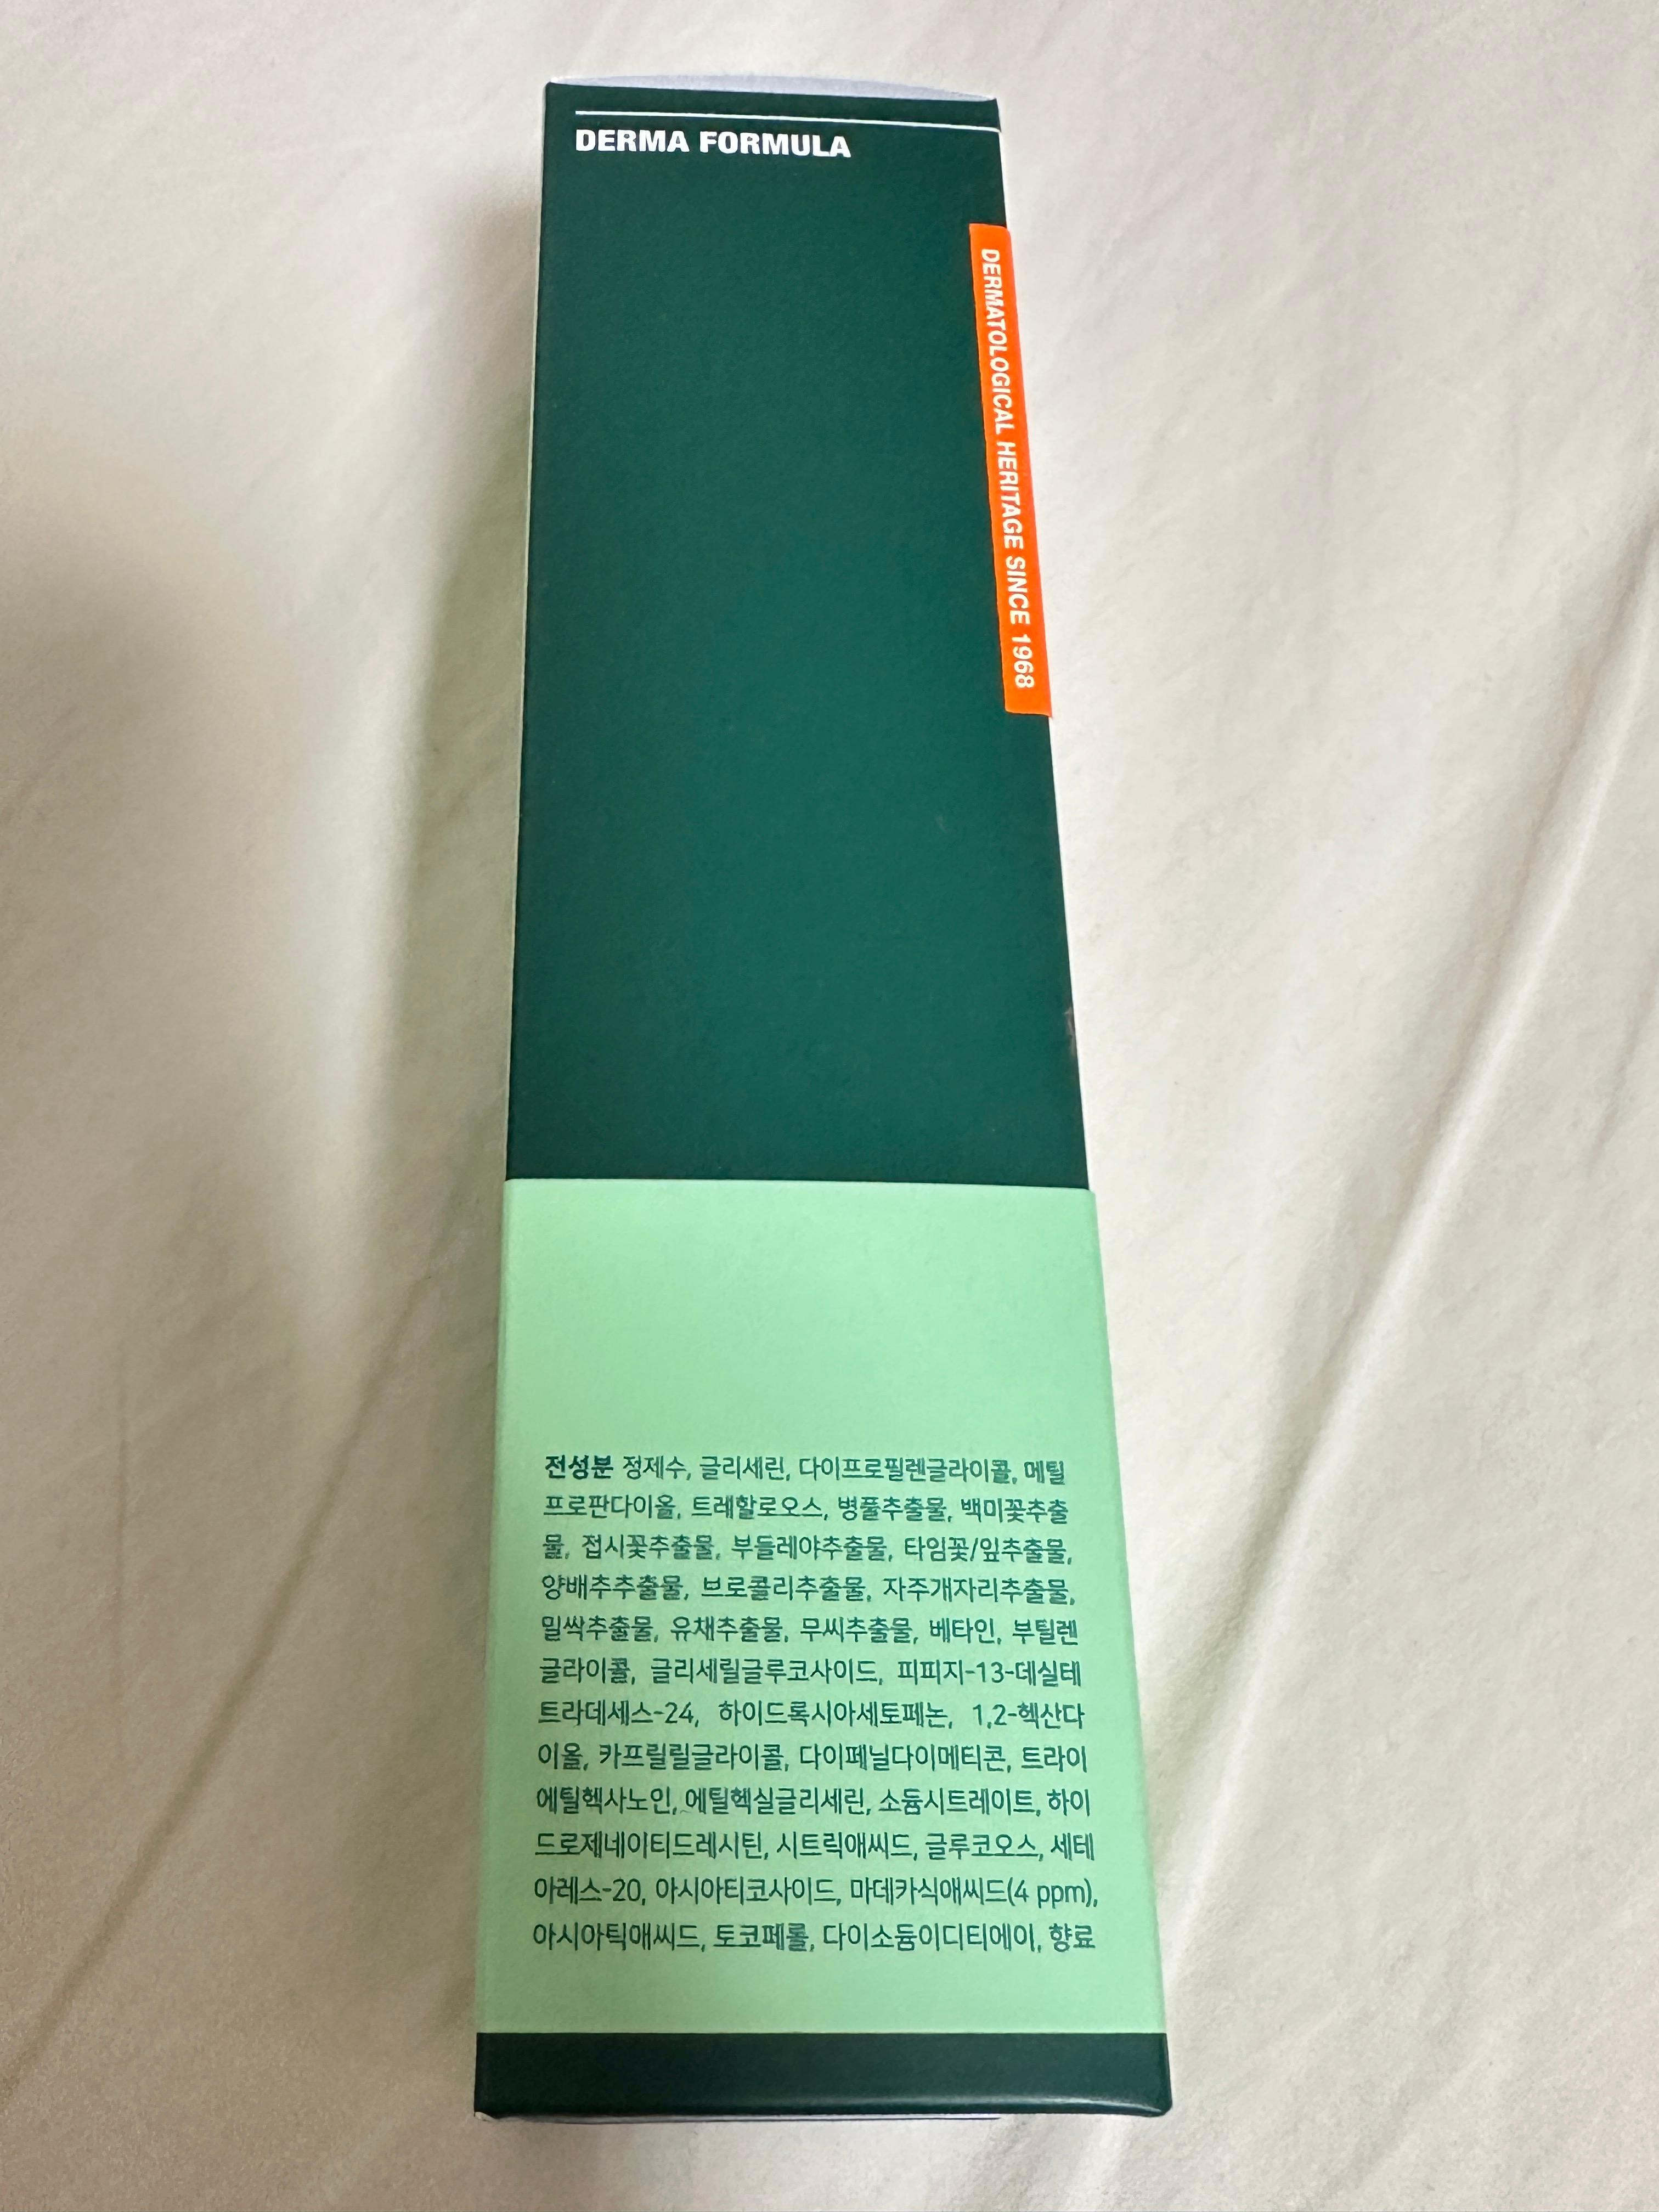 DERMA FORMULA
DERMATOLOGICAL HERITAGE SINCE 1968
전성분 정제수, 글리세린, 다이프로필렌글라이콜, 메틸
프로판다이올, 트레할로오스, 병풀추출물, 백미꽃추출
물, 접시꽃추출물, 부들레야추출물, 타임꽃/잎추출물,
양배추추출물, 브로콜리추출물, 자주개자리추출물,
밀싹추출물, 유채추출물, 무씨추출물, 베타인, 부틸렌
글라이콜, 글리세릴글루코사이드, 피피지-13-데실테
트라데세스-24, 하이드록시아세토페논, 1,2-헥산다
이올, 카프릴릴글라이콜, 다이페닐다이메티콘, 트라이
에틸헥사노인, 에틸헥실글리세린, 소듐시트레이트, 하이
드로제네이티드레시틴, 시트릭애씨드, 글루코오스, 세테
아레스-20, 아시아티코사이드, 마데카식애씨드(4 ppm),
아시아틱애씨드, 토코페롤, 다이소듐이디티에이, 향료